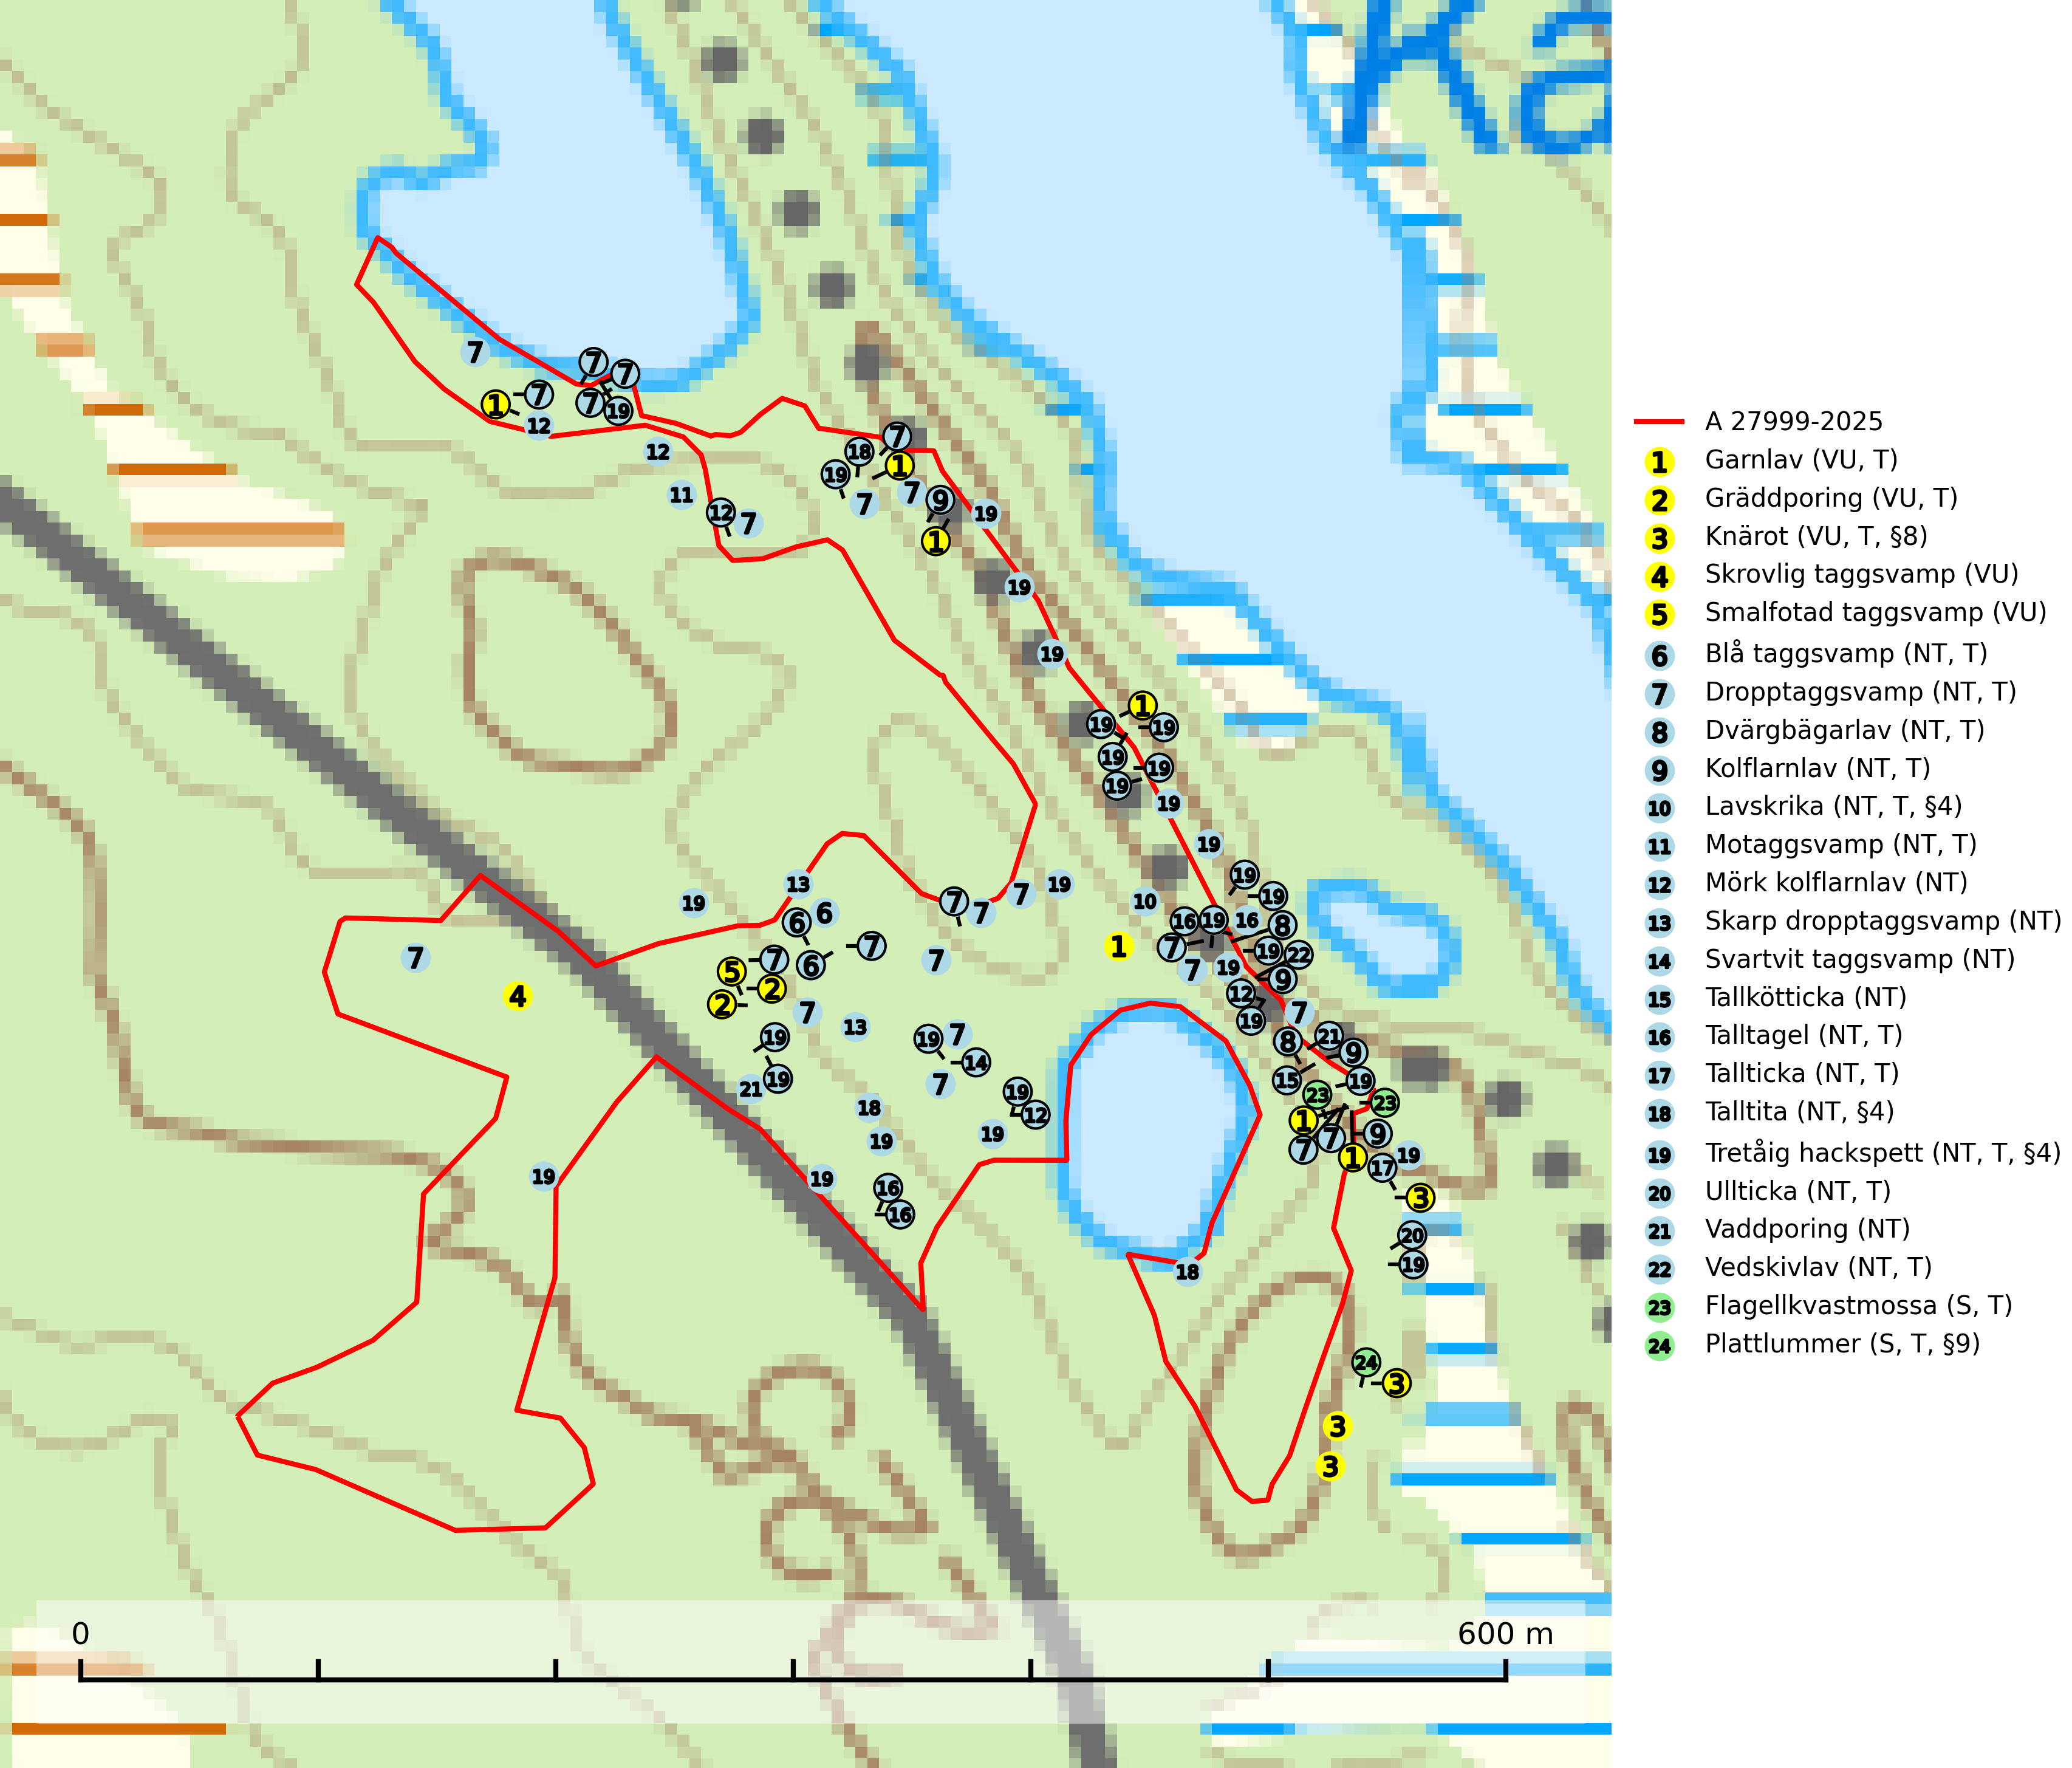 Ka
A 27999-2025
1 Garnlav (VU, T)
2 Gräddporing (VU, T)
3 Knärot (VU, T, §8)
4 Skrovlig taggsvamp (VU)
5 Smalfotad taggsvamp (VU)
6 Blå taggsvamp (NT, T)
7 Dropptaggsvamp (NT, T)
8 Dvärgbägarlav (NT, T)
9 Kolflarnlav (NT, T)
10 Lavskrika (NT, T, §4)
11 Motaggsvamp (NT, T)
12 Mörk kolflarnlav (NT)
13 Skarp dropptaggsvamp (NT)
14 Svartvit taggsvamp (NT)
15 Tallkötticka (NT)
16 Talltagel (NT, T)
17 Tallticka (NT, T)
18 Talltita (NT, §4)
19 Tretåig hackspett (NT, T, §4)
20 Ullticka (NT, T)
21 Vaddporing (NT)
22 Vedskivlav (NT, T)
23 Flagellkvastmossa (S, T)
24 Plattlummer (S, T, §9)
0 600 m